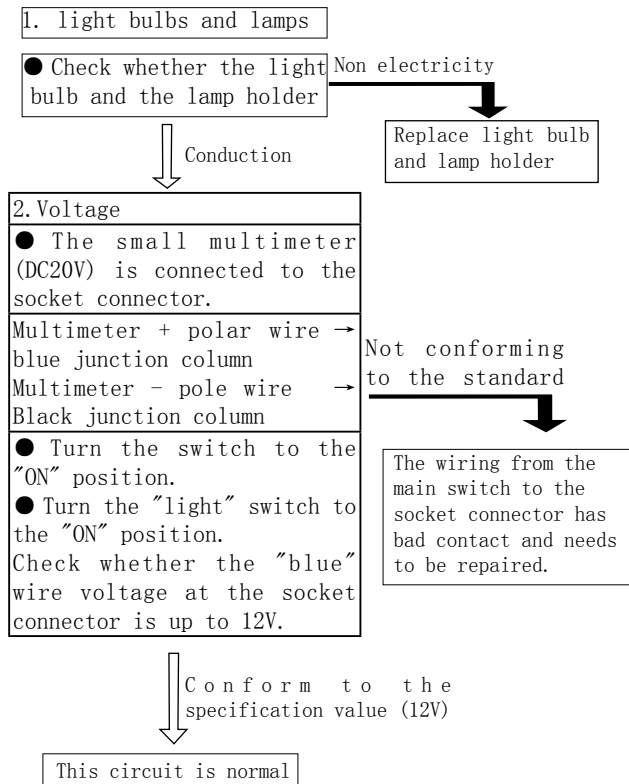 1. light bulbs and lamps
● Check whether the light
bulb and the lamp holder
Non electricity
Replace light bulb
and lamp holder
Conduction
2. Voltage
● The small multimeter
(DC20V) is connected to the
socket connector.
Multimeter + polar wire →
blue junction column
Multimeter - pole wire →
Black junction column
Not conforming
to the standard
The wiring from the
main switch to the
socket connector has
bad contact and needs
to be repaired.
● Turn the switch to the
"ON" position.
● Turn the "light" switch to
the "ON" position.
Check whether the "blue"
wire voltage at the socket
connector is up to 12V.
Conform to the
specification value (12V)
This circuit is normal